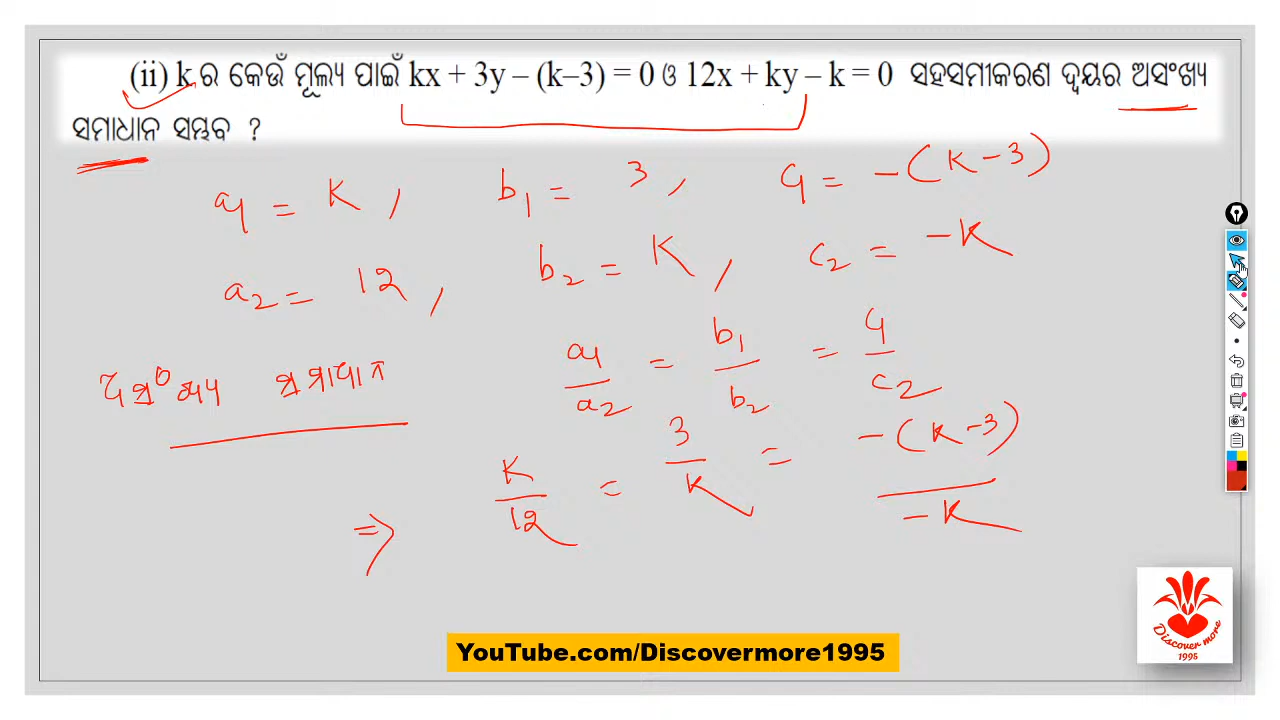 (ii) k ର କେଉଁ ମୂଲ୍ୟ ପାଇଁ kx + 3y – (k–3) = 0 ଓ 12x + ky – k = 0 ସହସମୀକରଣ ଦ୍ୱୟର ଅସଂଖ୍ୟ
ସମାଧାନ ସମ୍ଭବ ?
a1 = K, b1 = 3, c1 = -(K-3)
a2 = 12, b2 = K, c2 = -K
a1/a2 = b1/b2 = c1/c2
=> K/12 = 3/K = -(K-3)/-K
Discover more
1995
YouTube.com/Discovermore1995